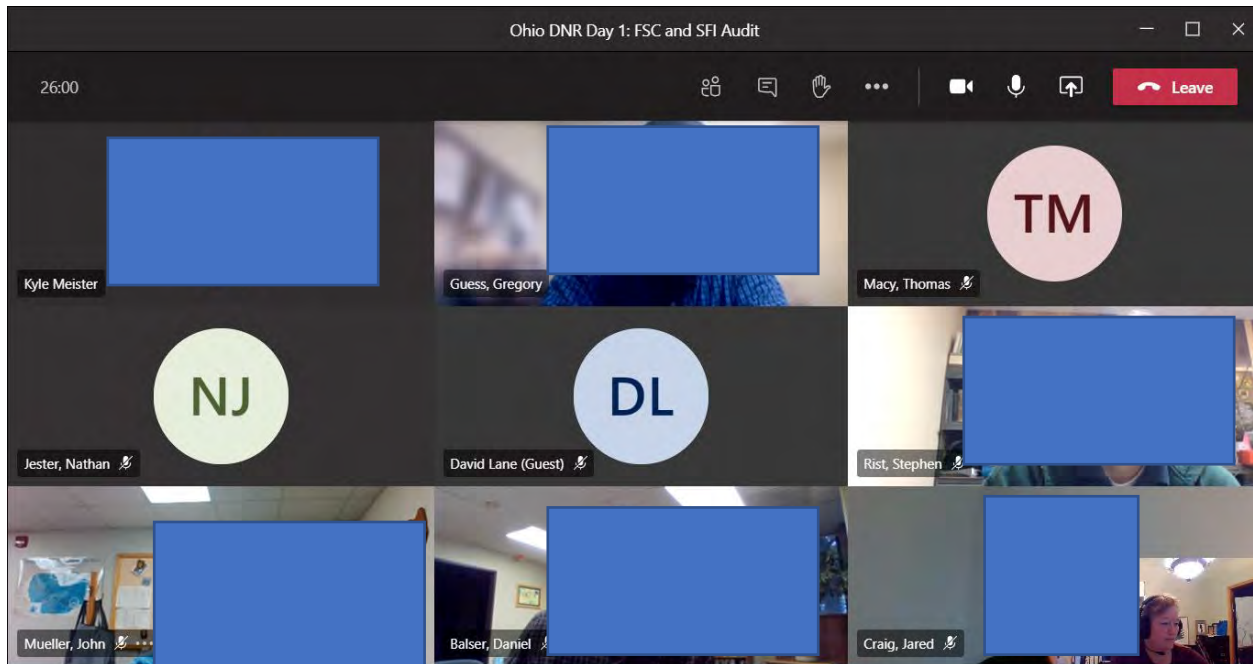 Ohio DNR Day 1: FSC and SFI Audit
26:00
Leave
TM
Kyle Meister
Guess, Gregory
Macy, Thomas
NJ
DL
Jester, Nathan
David Lane (Guest)
Rist, Stephen
Mueller, John
Balser, Daniel
Craig, Jared